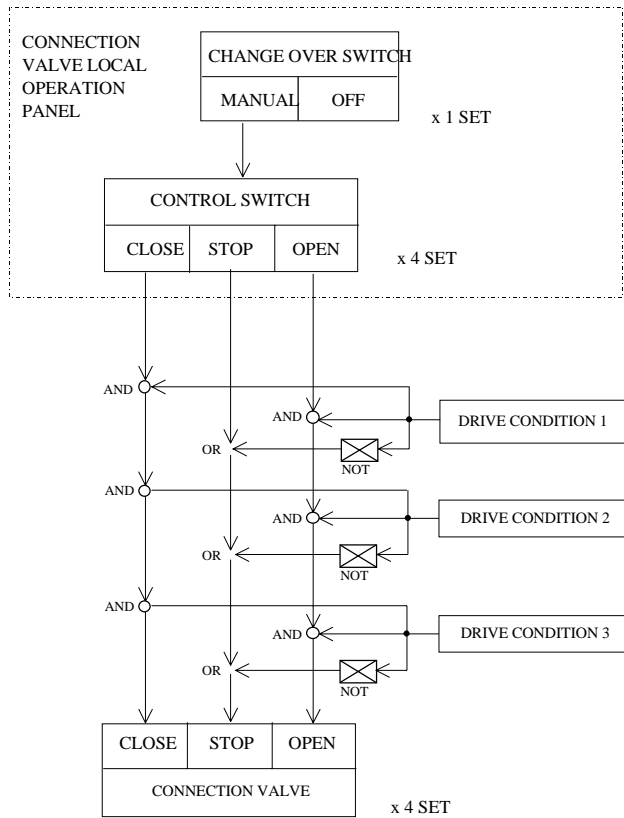 CONNECTION
VALVE LOCAL
OPERATION
PANEL
CHANGE OVER SWITCH
MANUAL OFF
x 1 SET
CONTROL SWITCH
CLOSE STOP OPEN
x 4 SET
AND
AND
DRIVE CONDITION 1
OR
NOT
AND
AND
DRIVE CONDITION 2
OR
NOT
AND
AND
DRIVE CONDITION 3
OR
NOT
CLOSE STOP OPEN
CONNECTION VALVE
x 4 SET